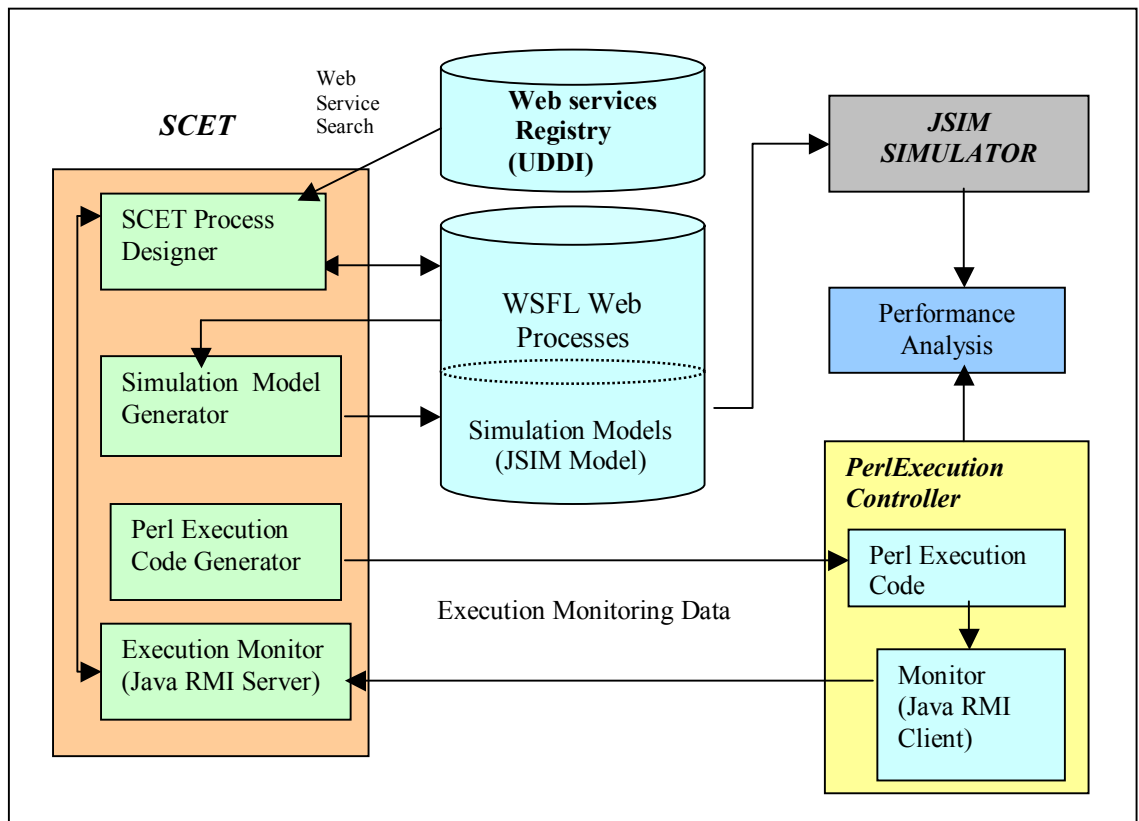 Web
Service
Search
SCET
Web services
Registry
(UDDI)
JSIM
SIMULATOR
SCET Process
Designer
WSFL Web
Processes
Performance
Analysis
Simulation Model
Generator
Simulation Models
(JSIM Model)
PerlExecution
Controller
Perl Execution
Code Generator
Perl Execution
Code
Execution Monitoring Data
Execution Monitor
(Java RMI Server)
Monitor
(Java RMI
Client)